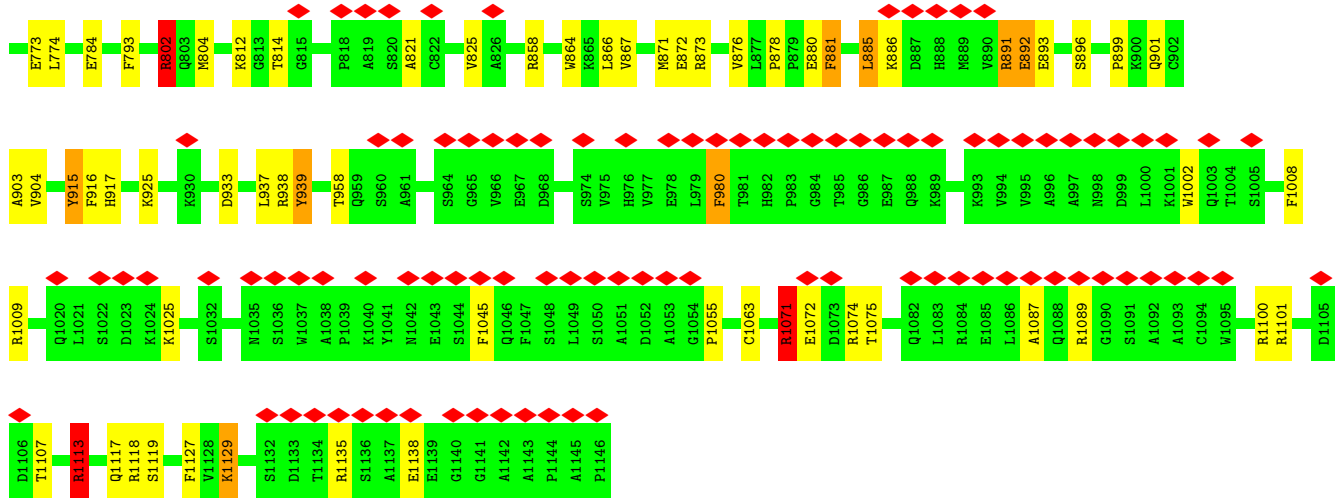 E773 L774 E784 F793 R802 Q803 M804 K812 G813 T814 G815 P818 A819 S820 A821 C822 V825 A826 R858 W864 K865 L866 V867 M871 E872 R873 V876 L877 P878 P879 E880 F881 L885 K886 D887 H888 M889 V890 R891 E892 E893 S896 P899 K900 Q901 C902
A903 V904 Y915 F916 H917 K925 K930 D933 L937 R938 Y939 T958 Q959 S960 A961 S964 G965 V966 E967 D968 S974 V975 H976 V977 E978 L979 F980 T981 H982 P983 G984 T985 G986 E987 Q988 K989 K993 V994 V995 A996 A997 N998 D999 L1000 K1001 W1002 Q1003 T1004 S1005 F1008
R1009 Q1020 L1021 S1022 D1023 K1024 K1025 S1032 N1035 S1036 W1037 A1038 P1039 K1040 Y1041 N1042 E1043 S1044 F1045 Q1046 F1047 S1048 L1049 S1050 A1051 D1052 A1053 G1054 P1055 C1063 R1071 E1072 D1073 R1074 T1075 Q1082 L1083 R1084 E1085 L1086 A1087 Q1088 R1089 G1090 S1091 A1092 A1093 C1094 W1095 R1100 R1101 D1105
D1106 T1107 R1113 Q1117 R1118 S1119 F1127 V1128 K1129 S1132 D1133 T1134 R1135 S1136 A1137 E1138 E1139 G1140 G1141 A1142 A1143 P1144 A1145 P1146